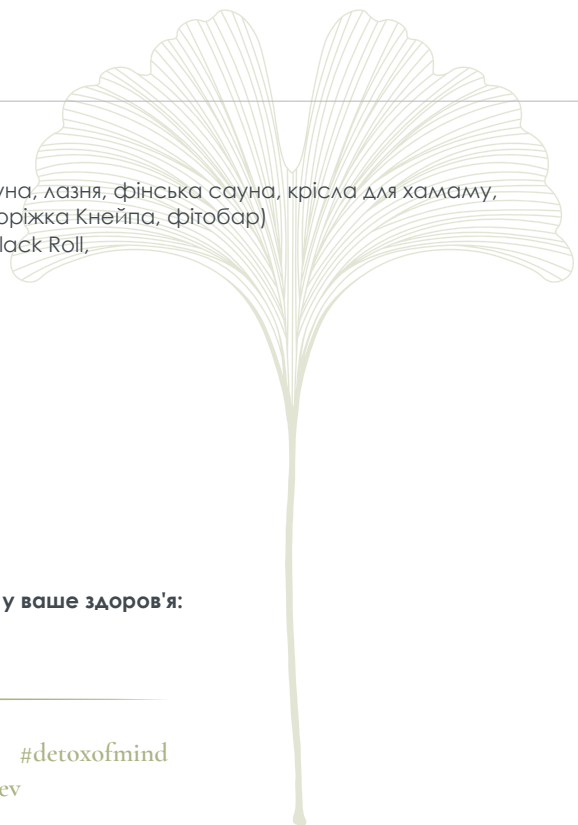 уна, лазня, фінська сауна, крісла для хамаму,
оріжка Кнейпа, фітобар)
lack Roll,
у ваше здоров'я:
#detoxofmind
ev